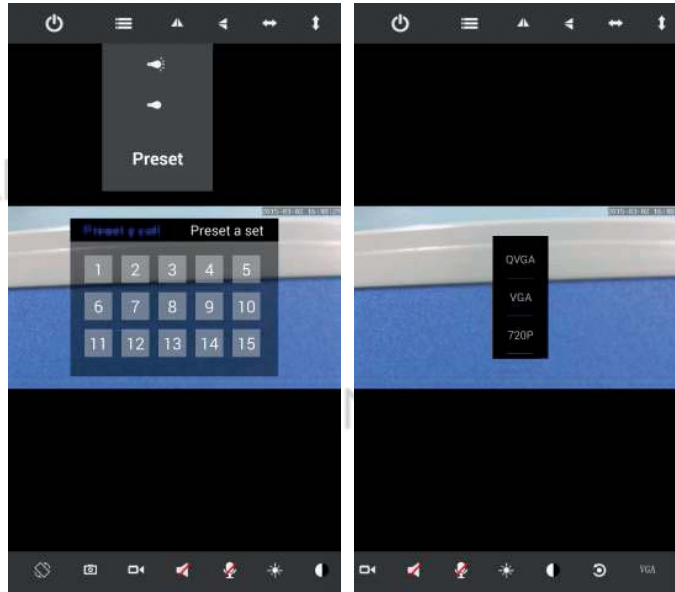 Preset
Preset a call Preset a set
1 2 3 4 5
6 7 8 9 10
11 12 13 14 15
QVGA
VGA
720P
VGA